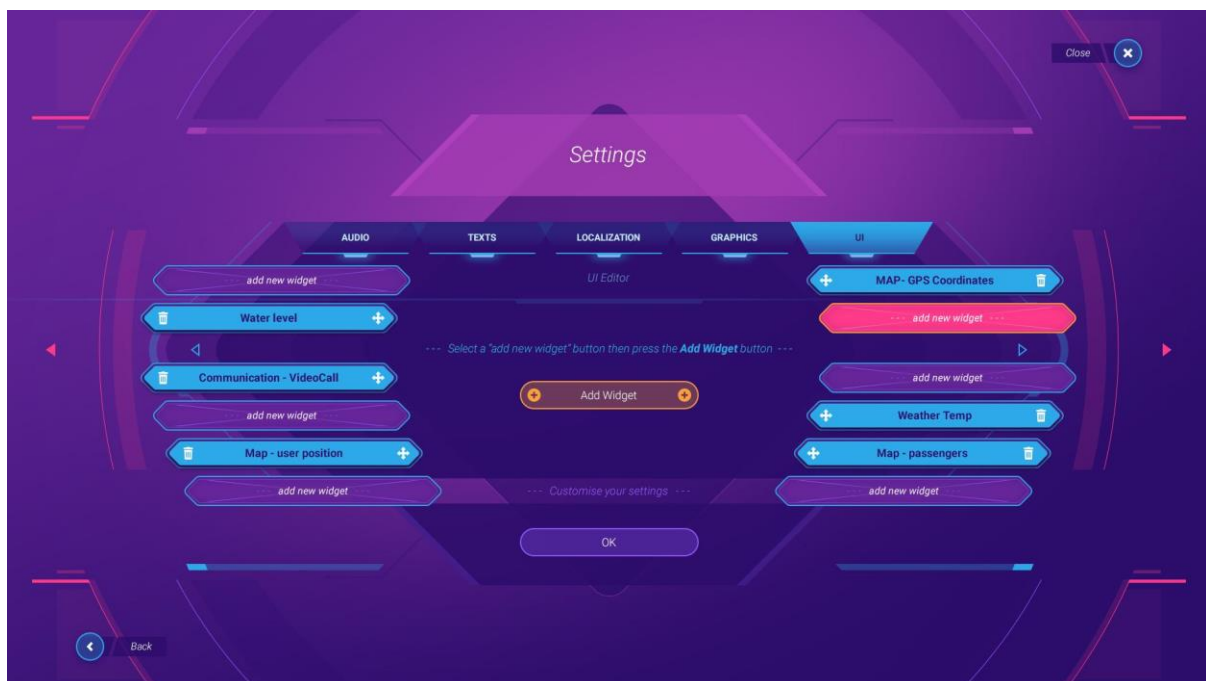 Close
Settings
AUDIO TEXTS LOCALIZATION GRAPHICS UI
add new widget
Water level
Communication - VideoCall
--- add new widget ---
Map - user position
--- add new widget ---
UI Editor
--- Select a "add new widget" button then press the Add Widget button ---
Add Widget
--- Customise your settings ---
OK
MAP- GPS Coordinates
--- add new widget ---
--- add new widget ---
Weather Temp
Map - passengers
add new widget
Back